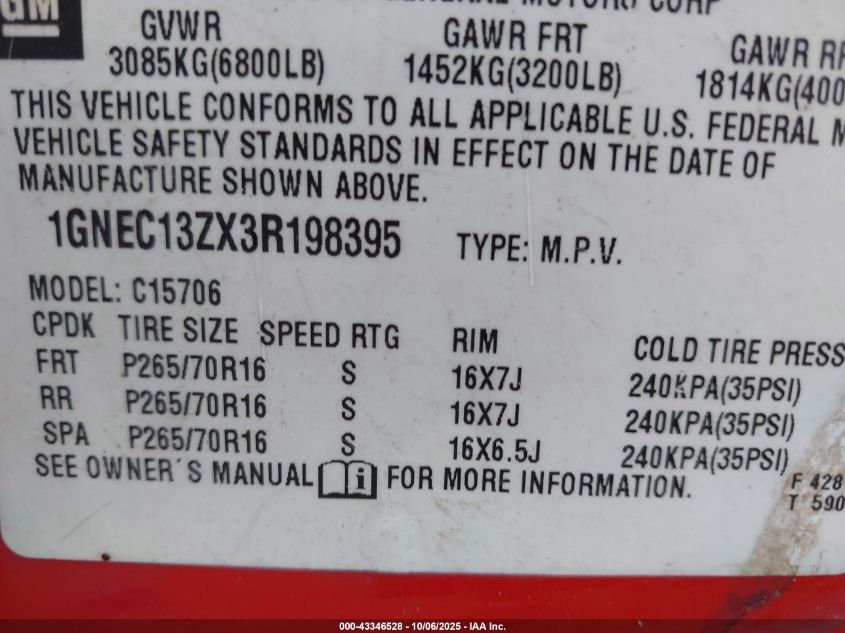 GM
GENERAL MOTORS CORP
GVWR GAWR FRT GAWR
3085KG(6800LB) 1452KG(3200LB) 1814KG(400
THIS VEHICLE CONFORMS TO ALL APPLICABLE U.S. FEDERAL
VEHICLE SAFETY STANDARDS IN EFFECT ON THE DATE OF
MANUFACTURE SHOWN ABOVE.
1GNEC13ZX3R198395 TYPE: M.P.V.
MODEL: C15706
CPDK TIRE SIZE SPEED RTG RIM COLD TIRE PRESS
FRT P265/70R16 S 16X7J 240KPA(35PSI)
RR P265/70R16 S 16X7J 240KPA(35PSI)
SPA P265/70R16 S 16X6.5J 240KPA(35PSI)
SEE OWNER´S MANUAL i FOR MORE INFORMATION.
F 428
T 590
000-43346528 - 10/06/2025 - IAA Inc.